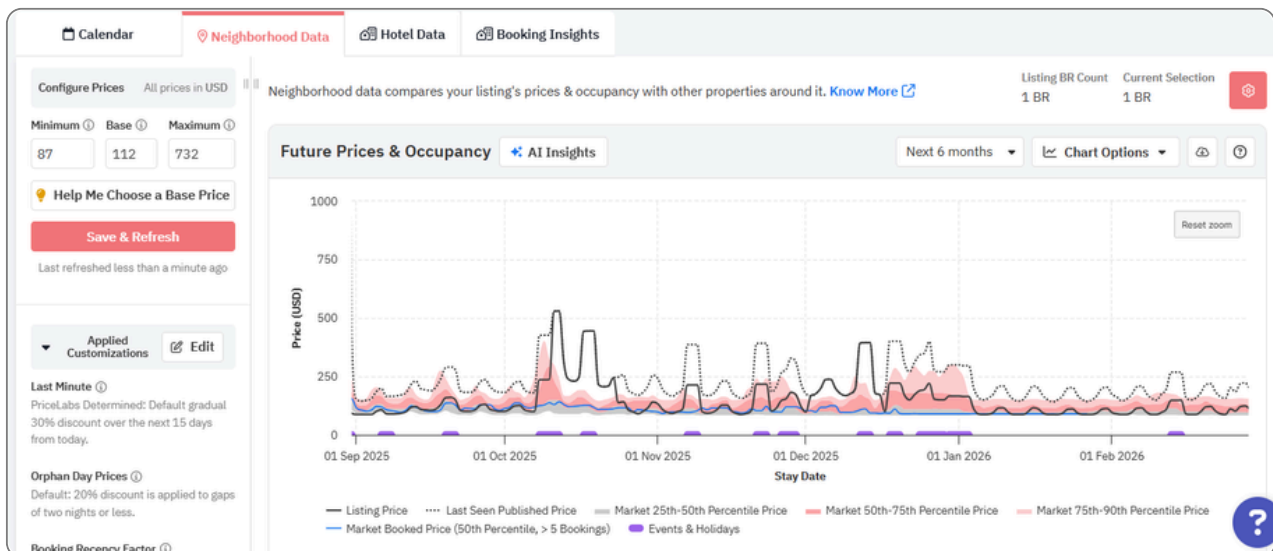 Calendar
Neighborhood Data
Hotel Data
Booking Insights
Configure Prices
All prices in USD
Minimum
Base
Maximum
87
112
732
Help Me Choose a Base Price
Save & Refresh
Last refreshed less than a minute ago
Applied
Customizations
Edit
Last Minute
PriceLabs Determined: Default gradual
30% discount over the next 15 days
from today.
Orphan Day Prices
Default: 20% discount is applied to gaps
of two nights or less.
Booking Recency Factor
Neighborhood data compares your listing's prices & occupancy with other properties around it. Know More
Listing BR Count
1 BR
Current Selection
1 BR
Future Prices & Occupancy
AI Insights
Next 6 months
Chart Options
?
Reset zoom
Price (USD)
1000
750
500
250
0
01 Sep 2025
01 Oct 2025
01 Nov 2025
01 Dec 2025
01 Jan 2026
01 Feb 2026
Stay Date
Listing Price
Last Seen Published Price
Market 25th-50th Percentile Price
Market 50th-75th Percentile Price
Market 75th-90th Percentile Price
Market Booked Price (50th Percentile, > 5 Bookings)
Events & Holidays
?